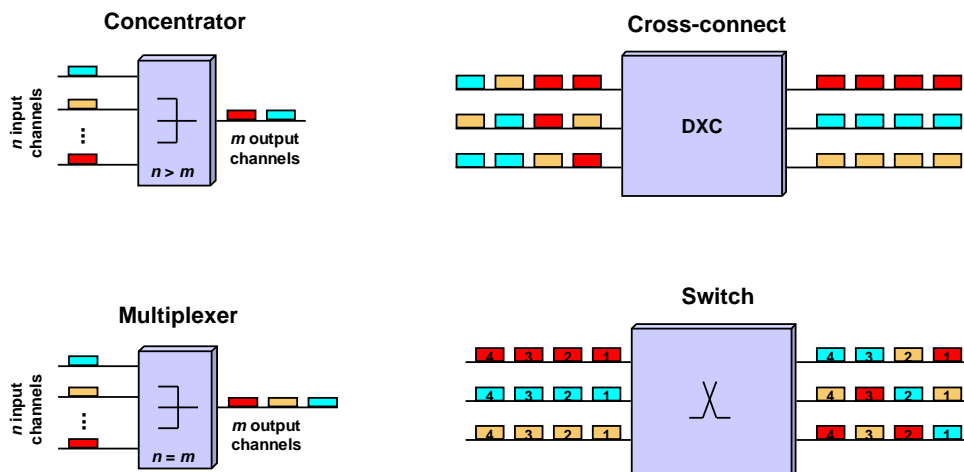 Concentrator
n input
channels
...
n > m
m output
channels
Cross-connect
DXC
Multiplexer
n input
channels
...
n = m
m output
channels
Switch
4 3 2 1 4 3 2 1
4 3 2 1 4 3 2 1
4 3 2 1 4 3 2 1